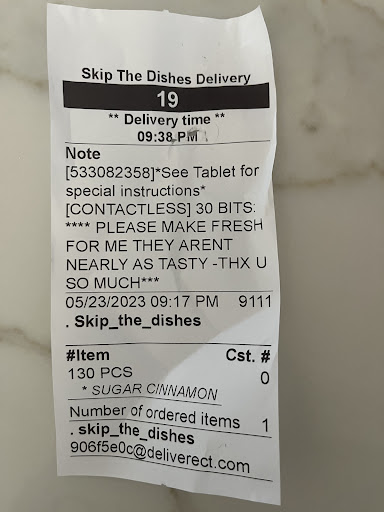 Skip The Dishes Delivery
19
** Delivery time **
09:38 PM
Note
[533082358]*See Tablet for
special instructions*
[CONTACTLESS] 30 BITS:
**** PLEASE MAKE FRESH
FOR ME THEY ARENT
NEARLY AS TASTY -THX U
SO MUCH***
05/23/2023 09:17 PM 9111
. Skip_the_dishes
#Item Cst. #
130 PCS 0
* SUGAR CINNAMON
Number of ordered items 1
. skip_the_dishes
906f5e0c@deliverect.com